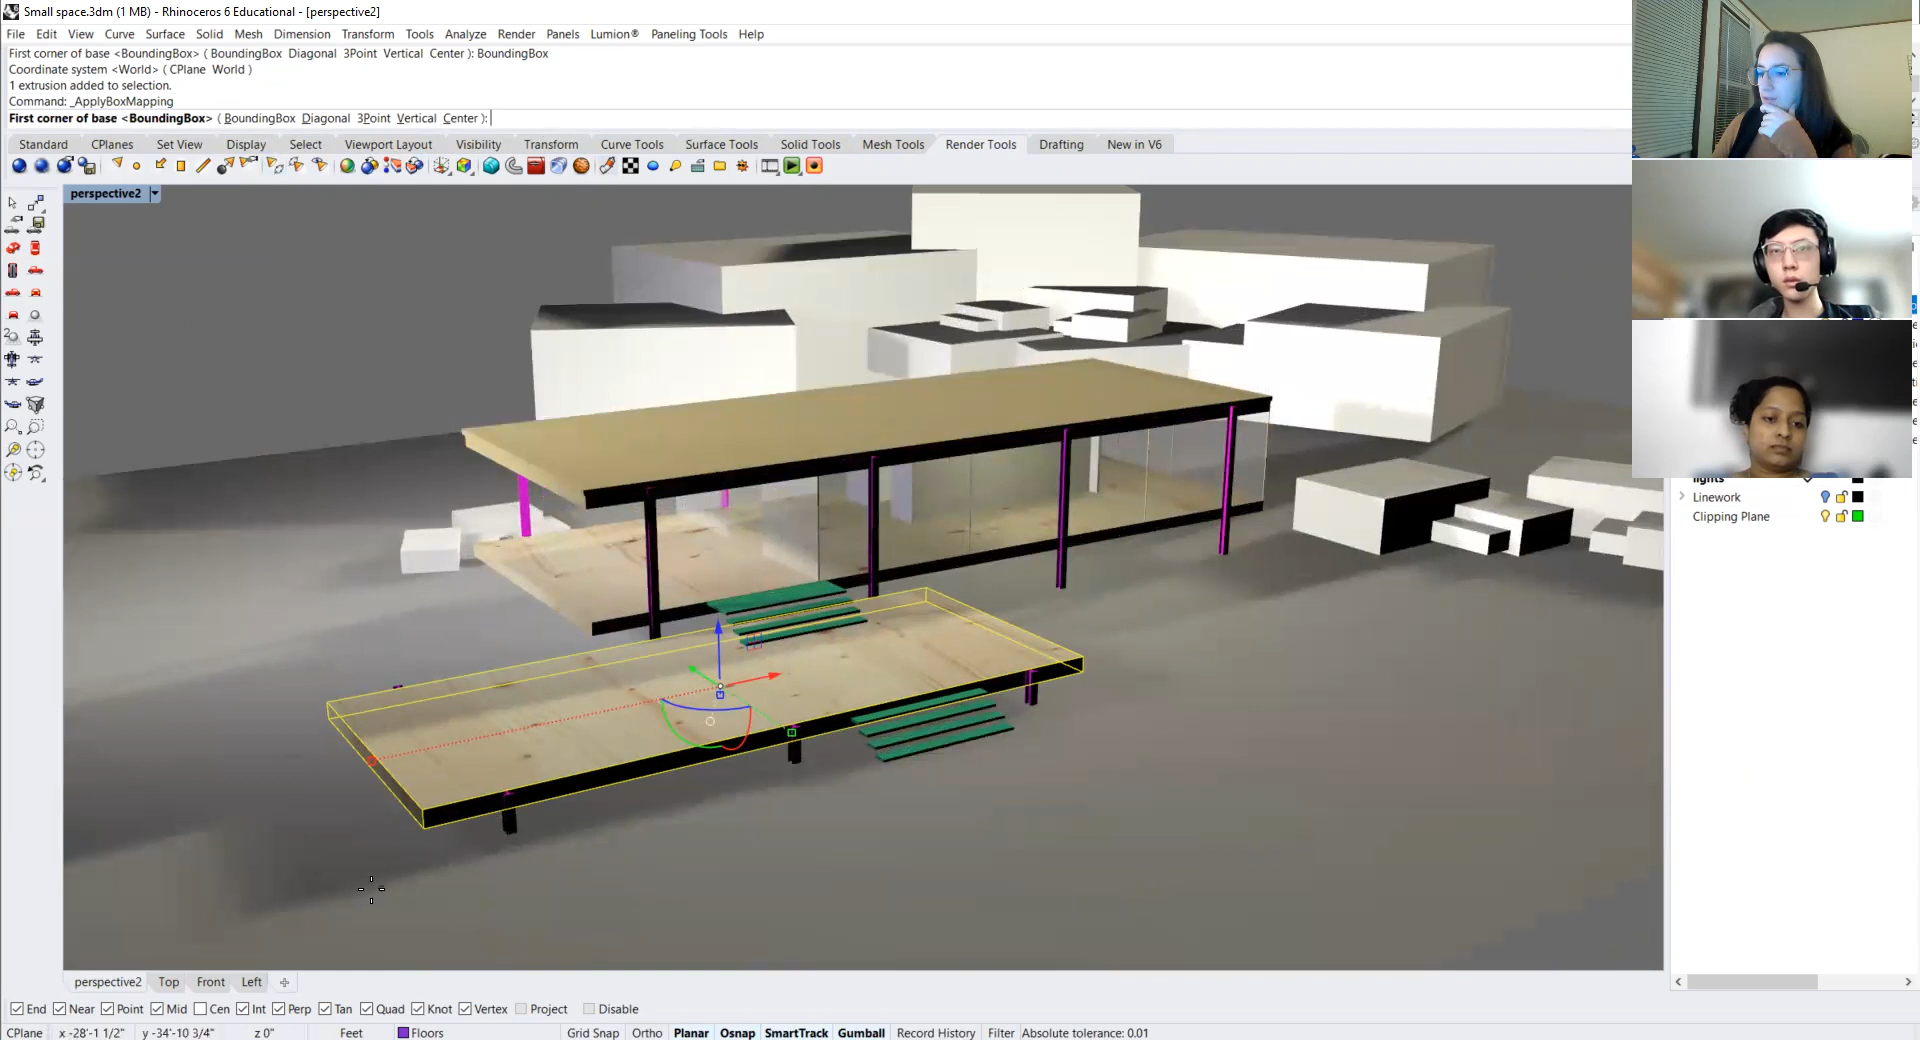 Small space.3dm (1 MB) - Rhinoceros 6 Educational - [perspective2]
File Edit View Curve Surface Solid Mesh Dimension Transform Tools Analyze Render Panels Lumion® Paneling Tools Help
First corner of base <BoundingBox> ( BoundingBox Diagonal 3Point Vertical Center ): BoundingBox
Coordinate system <World> ( CPlane World )
1 extrusion added to selection.
Command: _ApplyBoxMapping
First corner of base <BoundingBox> ( BoundingBox Diagonal 3Point Vertical Center ):
Standard CPlanes Set View Display Select Viewport Layout Visibility Transform Curve Tools Surface Tools Solid Tools Mesh Tools Render Tools Drafting New in V6
perspective2
lights
Linework
Clipping Plane
perspective2 Top Front Left
End Near Point Mid Cen Int Perp Tan Quad Knot Vertex Project Disable
CPlane x -28'-1 1/2" y -34'-10 3/4" z 0" Feet Floors Grid Snap Ortho Planar Osnap SmartTrack Gumball Record History Filter Absolute tolerance: 0.01